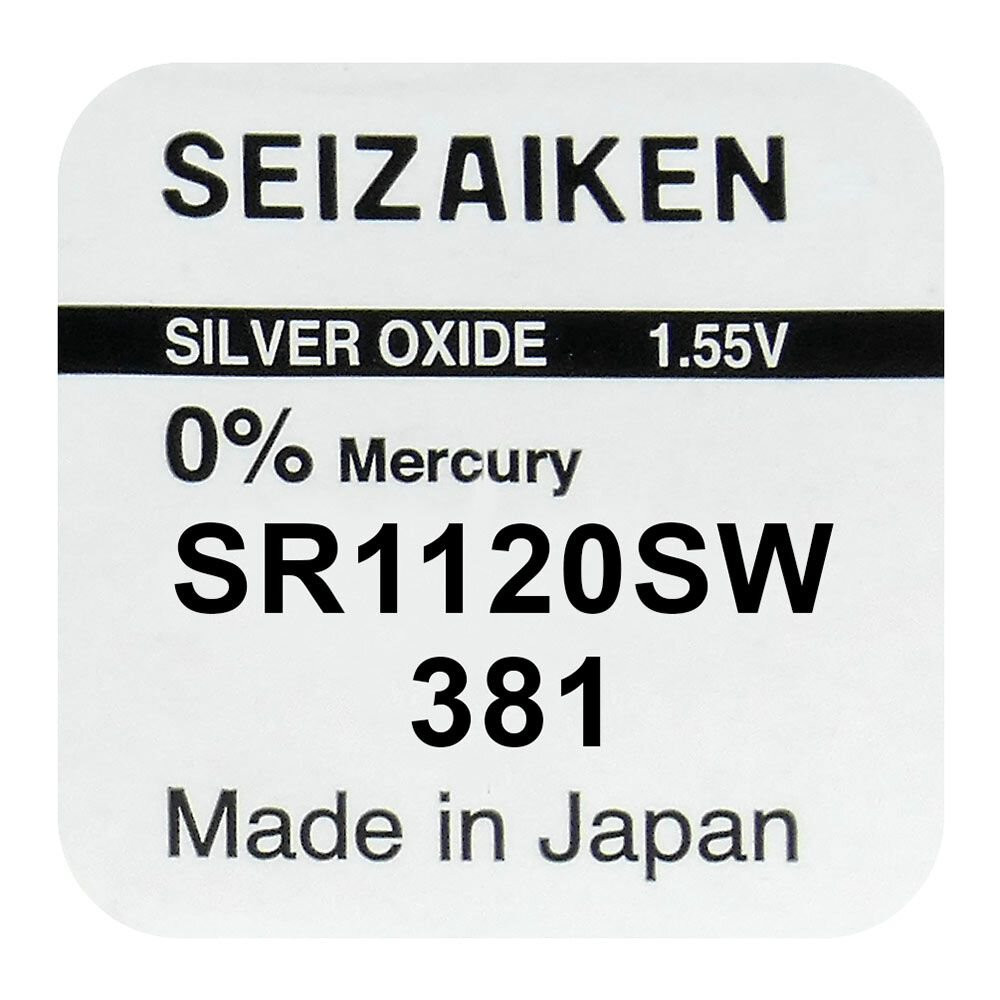 SEIZAIKEN
SILVER OXIDE 1.55V
0% Mercury
SR1120SW
381
Made in Japan